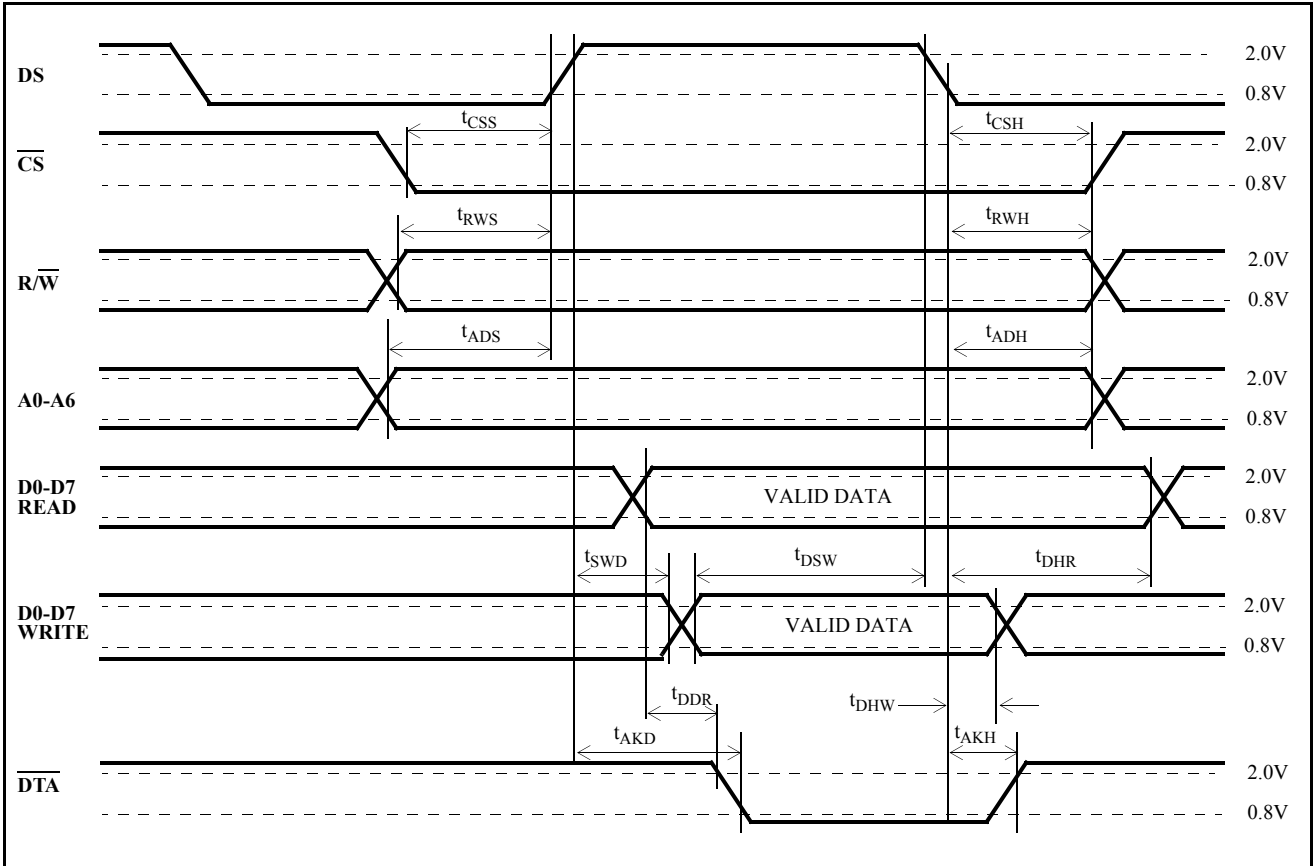 DS
2.0V
0.8V
tCSS
tCSH
CS
2.0V
0.8V
tRWS
tRWH
R/W
2.0V
0.8V
tADS
tADH
A0-A6
2.0V
0.8V
D0-D7
READ
VALID DATA
2.0V
0.8V
tSWD
tDSW
tDHR
D0-D7
WRITE
VALID DATA
2.0V
0.8V
tDDR
tDHW
tAKD
tAKH
DTA
2.0V
0.8V